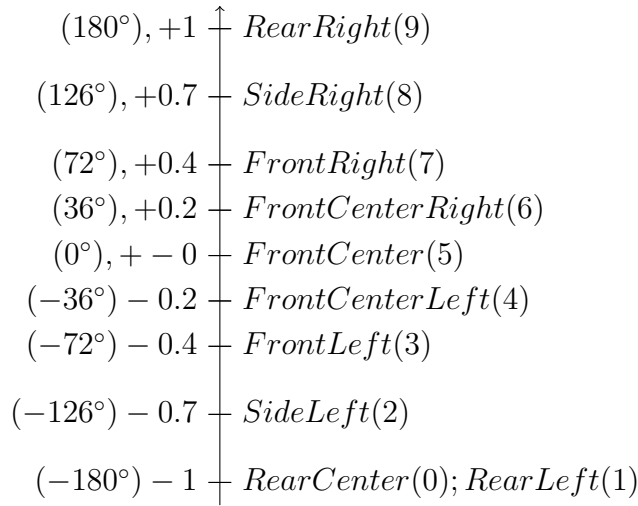 (180°), +1 RearRight(9)
(126°), +0.7 SideRight(8)
(72°), +0.4 FrontRight(7)
(36°), +0.2 FrontCenterRight(6)
(0°), + − 0 FrontCenter(5)
(−36°) − 0.2 FrontCenterLeft(4)
(−72°) − 0.4 FrontLeft(3)
(−126°) − 0.7 SideLeft(2)
(−180°) − 1 RearCenter(0); RearLeft(1)